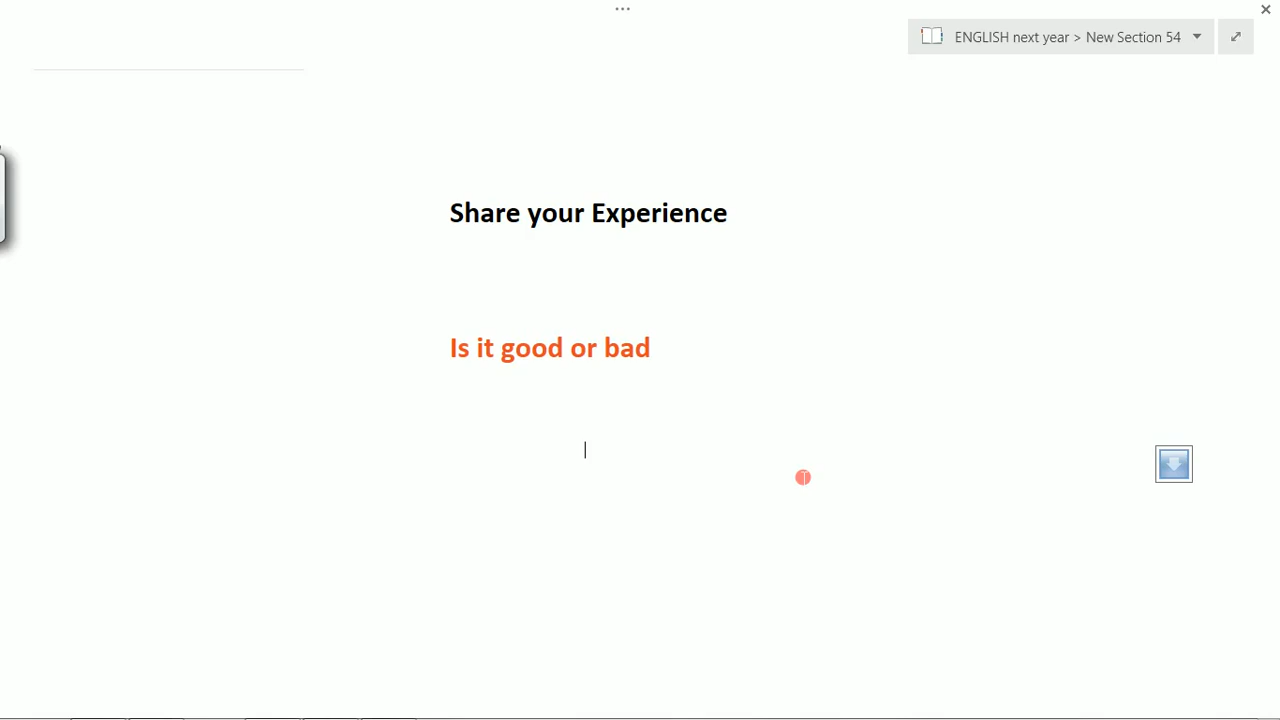 ENGLISH next year > New Section 54
Share your Experience
Is it good or bad